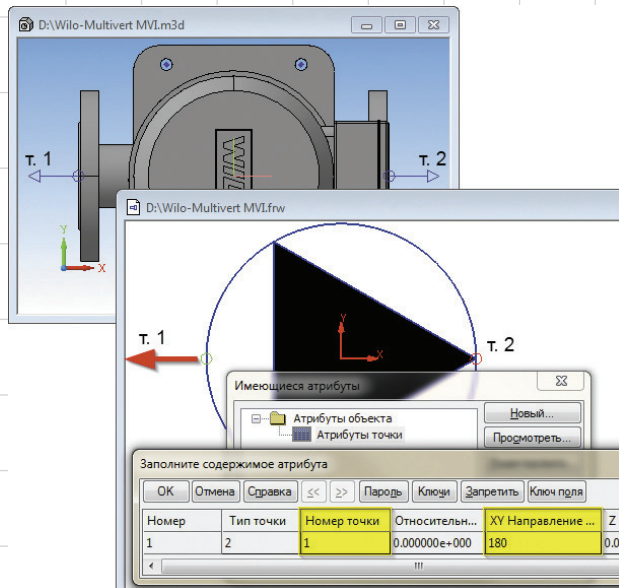 D:\Wilo-Multivert MVI.m3d
т. 1
т. 2
Y
X
D:\Wilo-Multivert MVI.frw
т. 1
Y
X
т. 2
Имеющиеся атрибуты
Атрибуты объекта
Новый...
Атрибуты точки
Просмотреть...
Заполните содержимое атрибута
OK Отмена Справка << >> Пароль Ключи Запретить Ключ поля
Номер Тип точки Номер точки Относительн... XY Направление ... Z
1 2 1 0.000000e+000 180 0.0